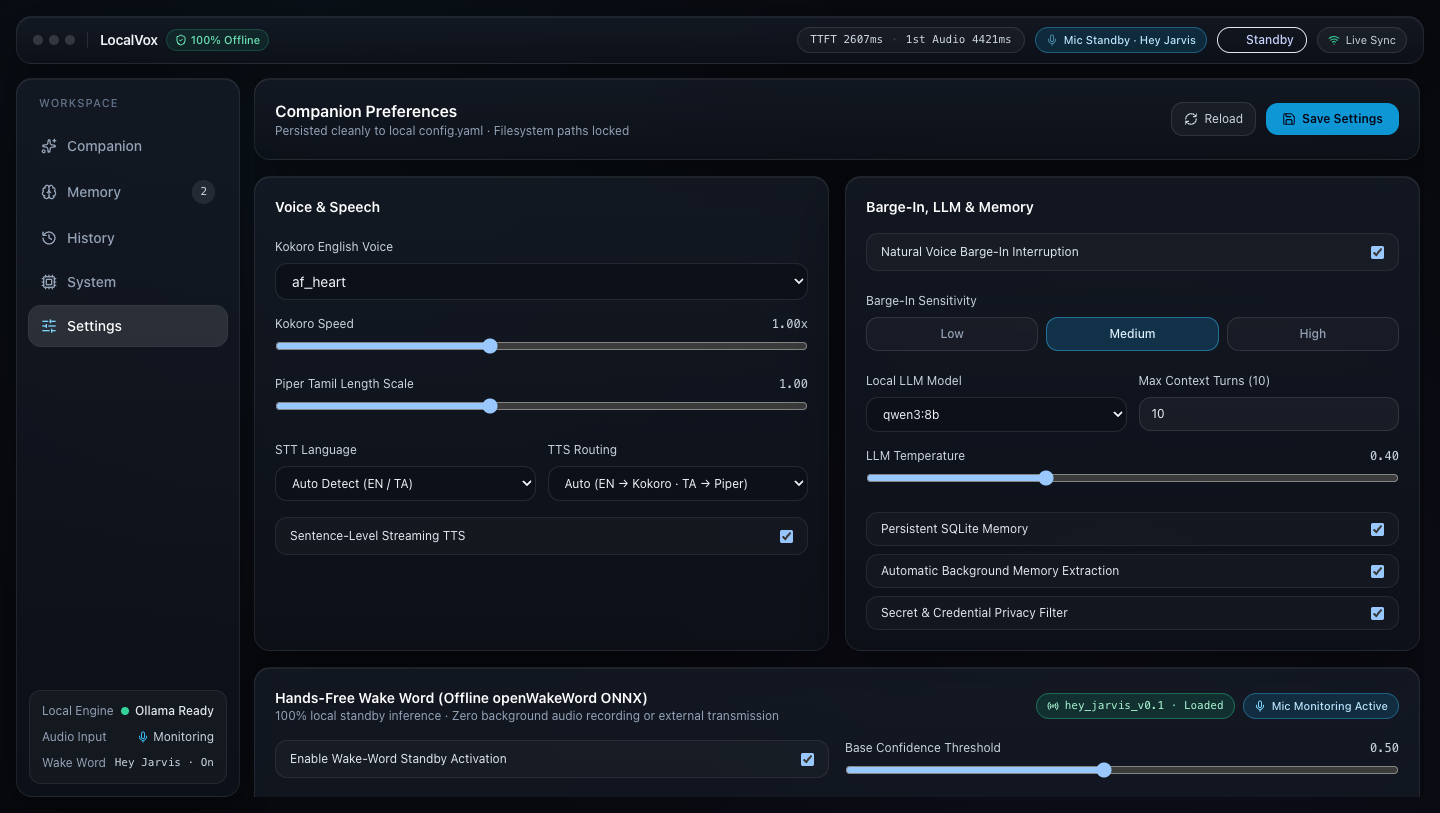 LocalVox
100% Offline
TTFT 2607ms · 1st Audio 4421ms
Mic Standby · Hey Jarvis
Standby
Live Sync
WORKSPACE
Companion
Memory 2
History
System
Settings
Local Engine Ollama Ready
Audio Input Monitoring
Wake Word Hey Jarvis · On
Companion Preferences
Persisted cleanly to local config.yaml · Filesystem paths locked
Reload
Save Settings
Voice & Speech
Kokoro English Voice
af_heart
Kokoro Speed 1.00x
Piper Tamil Length Scale 1.00
STT Language TTS Routing
Auto Detect (EN / TA) Auto (EN → Kokoro · TA → Piper)
Sentence-Level Streaming TTS
Barge-In, LLM & Memory
Natural Voice Barge-In Interruption
Barge-In Sensitivity
Low Medium High
Local LLM Model Max Context Turns (10)
qwen3:8b 10
LLM Temperature 0.40
Persistent SQLite Memory
Automatic Background Memory Extraction
Secret & Credential Privacy Filter
Hands-Free Wake Word (Offline openWakeWord ONNX)
100% local standby inference · Zero background audio recording or external transmission
hey_jarvis_v0.1 · Loaded
Mic Monitoring Active
Enable Wake-Word Standby Activation
Base Confidence Threshold 0.50